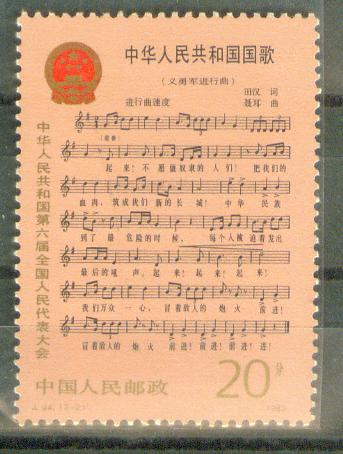 中华人民共和国国歌
(义勇军进行曲)
田汉 词
进行曲速度
聂耳 曲
起来!不愿做奴隶的人们!把我们的
血肉,筑成我们新的长城!中华民族
到了最危险的时候,每个人被迫着发出
最后的吼声。起来!起来!起来!
我们万众一心,冒着敌人的炮火前进!
冒着敌人的炮火前进!前进!前进!进!
中华人民共和国第六届全国人民代表大会
中国人民邮政
20分
J.94.(2-2)
1983